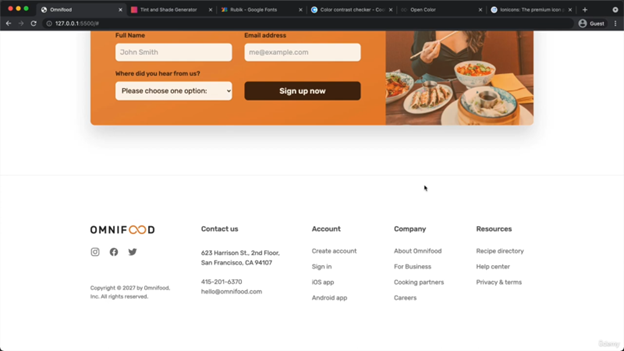 Omnifood
Tint and Shade Generator
Rubik - Google Fonts
Color contrast checker - Co
Open Color
Ionicons: The premium icon
127.0.0.1:5500/#
Guest
Full Name
Email address
John Smith
me@example.com
Where did you hear from us?
Please choose one option:
Sign up now
OMNIFOOD
Contact us
Account
Company
Resources
623 Harrison St., 2nd Floor,
San Francisco, CA 94107
415-201-6370
hello@omnifood.com
Create account
Sign in
iOS app
Android app
About Omnifood
For Business
Cooking partners
Careers
Recipe directory
Help center
Privacy & terms
Copyright © 2027 by Omnifood,
Inc. All rights reserved.
Udemy